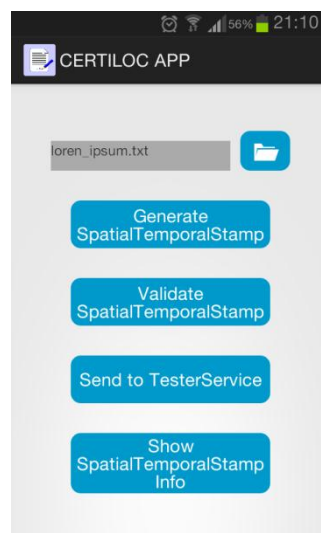 56% 21:10
CERTILOC APP
loren_ipsum.txt
Generate
SpatialTemporalStamp
Validate
SpatialTemporalStamp
Send to TesterService
Show
SpatialTemporalStamp
Info